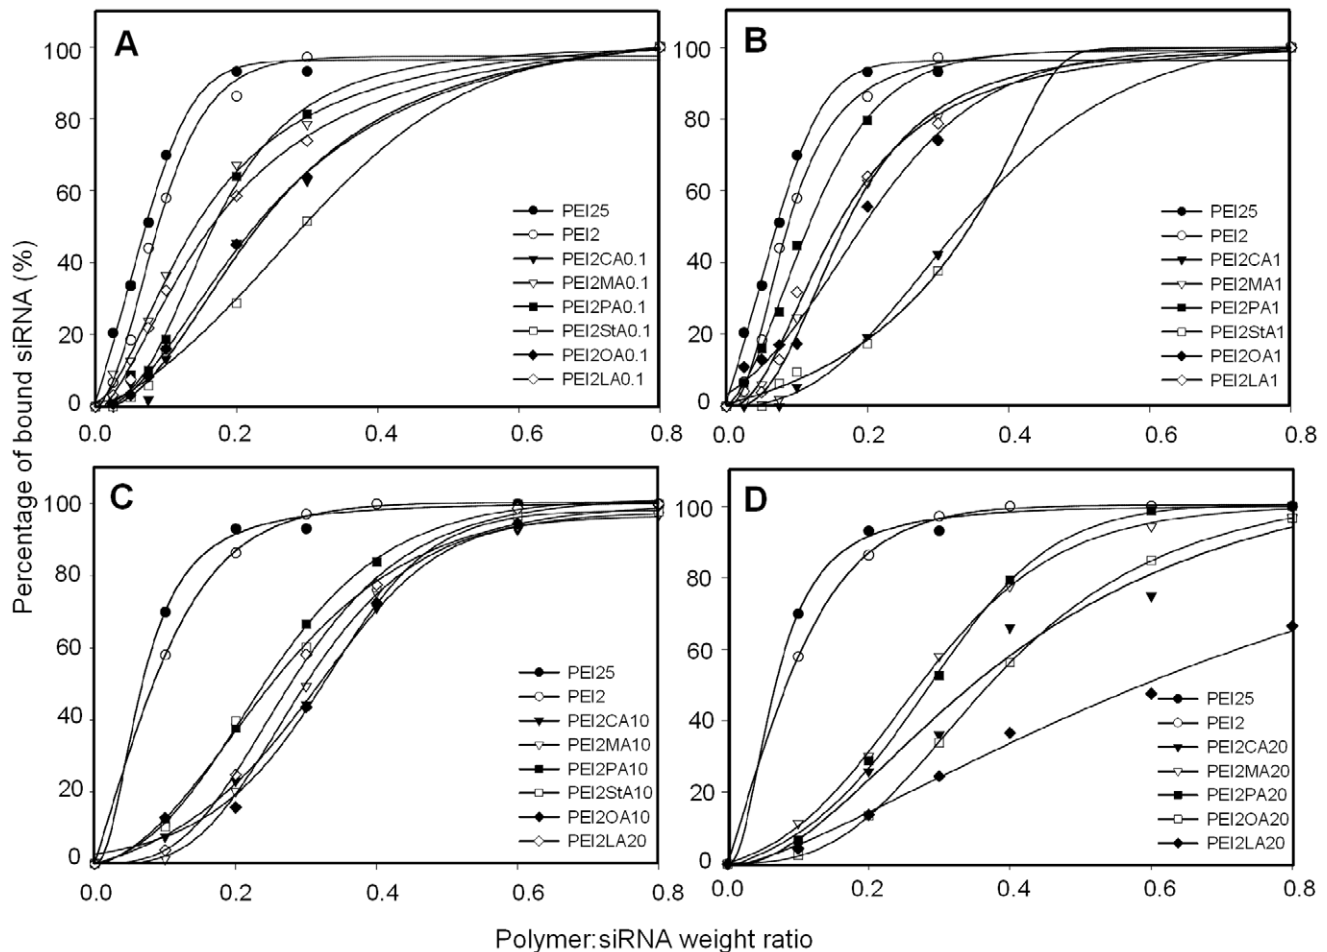 Percentage of bound siRNA (%)
A
100
80
60
40
20
0
0.0 0.2 0.4 0.6 0.8
PEI25
PEI2
PEI2CA0.1
PEI2MA0.1
PEI2PA0.1
PEI2StA0.1
PEI2OA0.1
PEI2LA0.1
B
100
80
60
40
20
0
0.0 0.2 0.4 0.6 0.8
PEI25
PEI2
PEI2CA1
PEI2MA1
PEI2PA1
PEI2StA1
PEI2OA1
PEI2LA1
C
100
80
60
40
20
0
0.0 0.2 0.4 0.6 0.8
PEI25
PEI2
PEI2CA10
PEI2MA10
PEI2PA10
PEI2StA10
PEI2OA10
PEI2LA20
D
100
80
60
40
20
0
0.0 0.2 0.4 0.6 0.8
PEI25
PEI2
PEI2CA20
PEI2MA20
PEI2PA20
PEI2OA20
PEI2LA20
Polymer:siRNA weight ratio